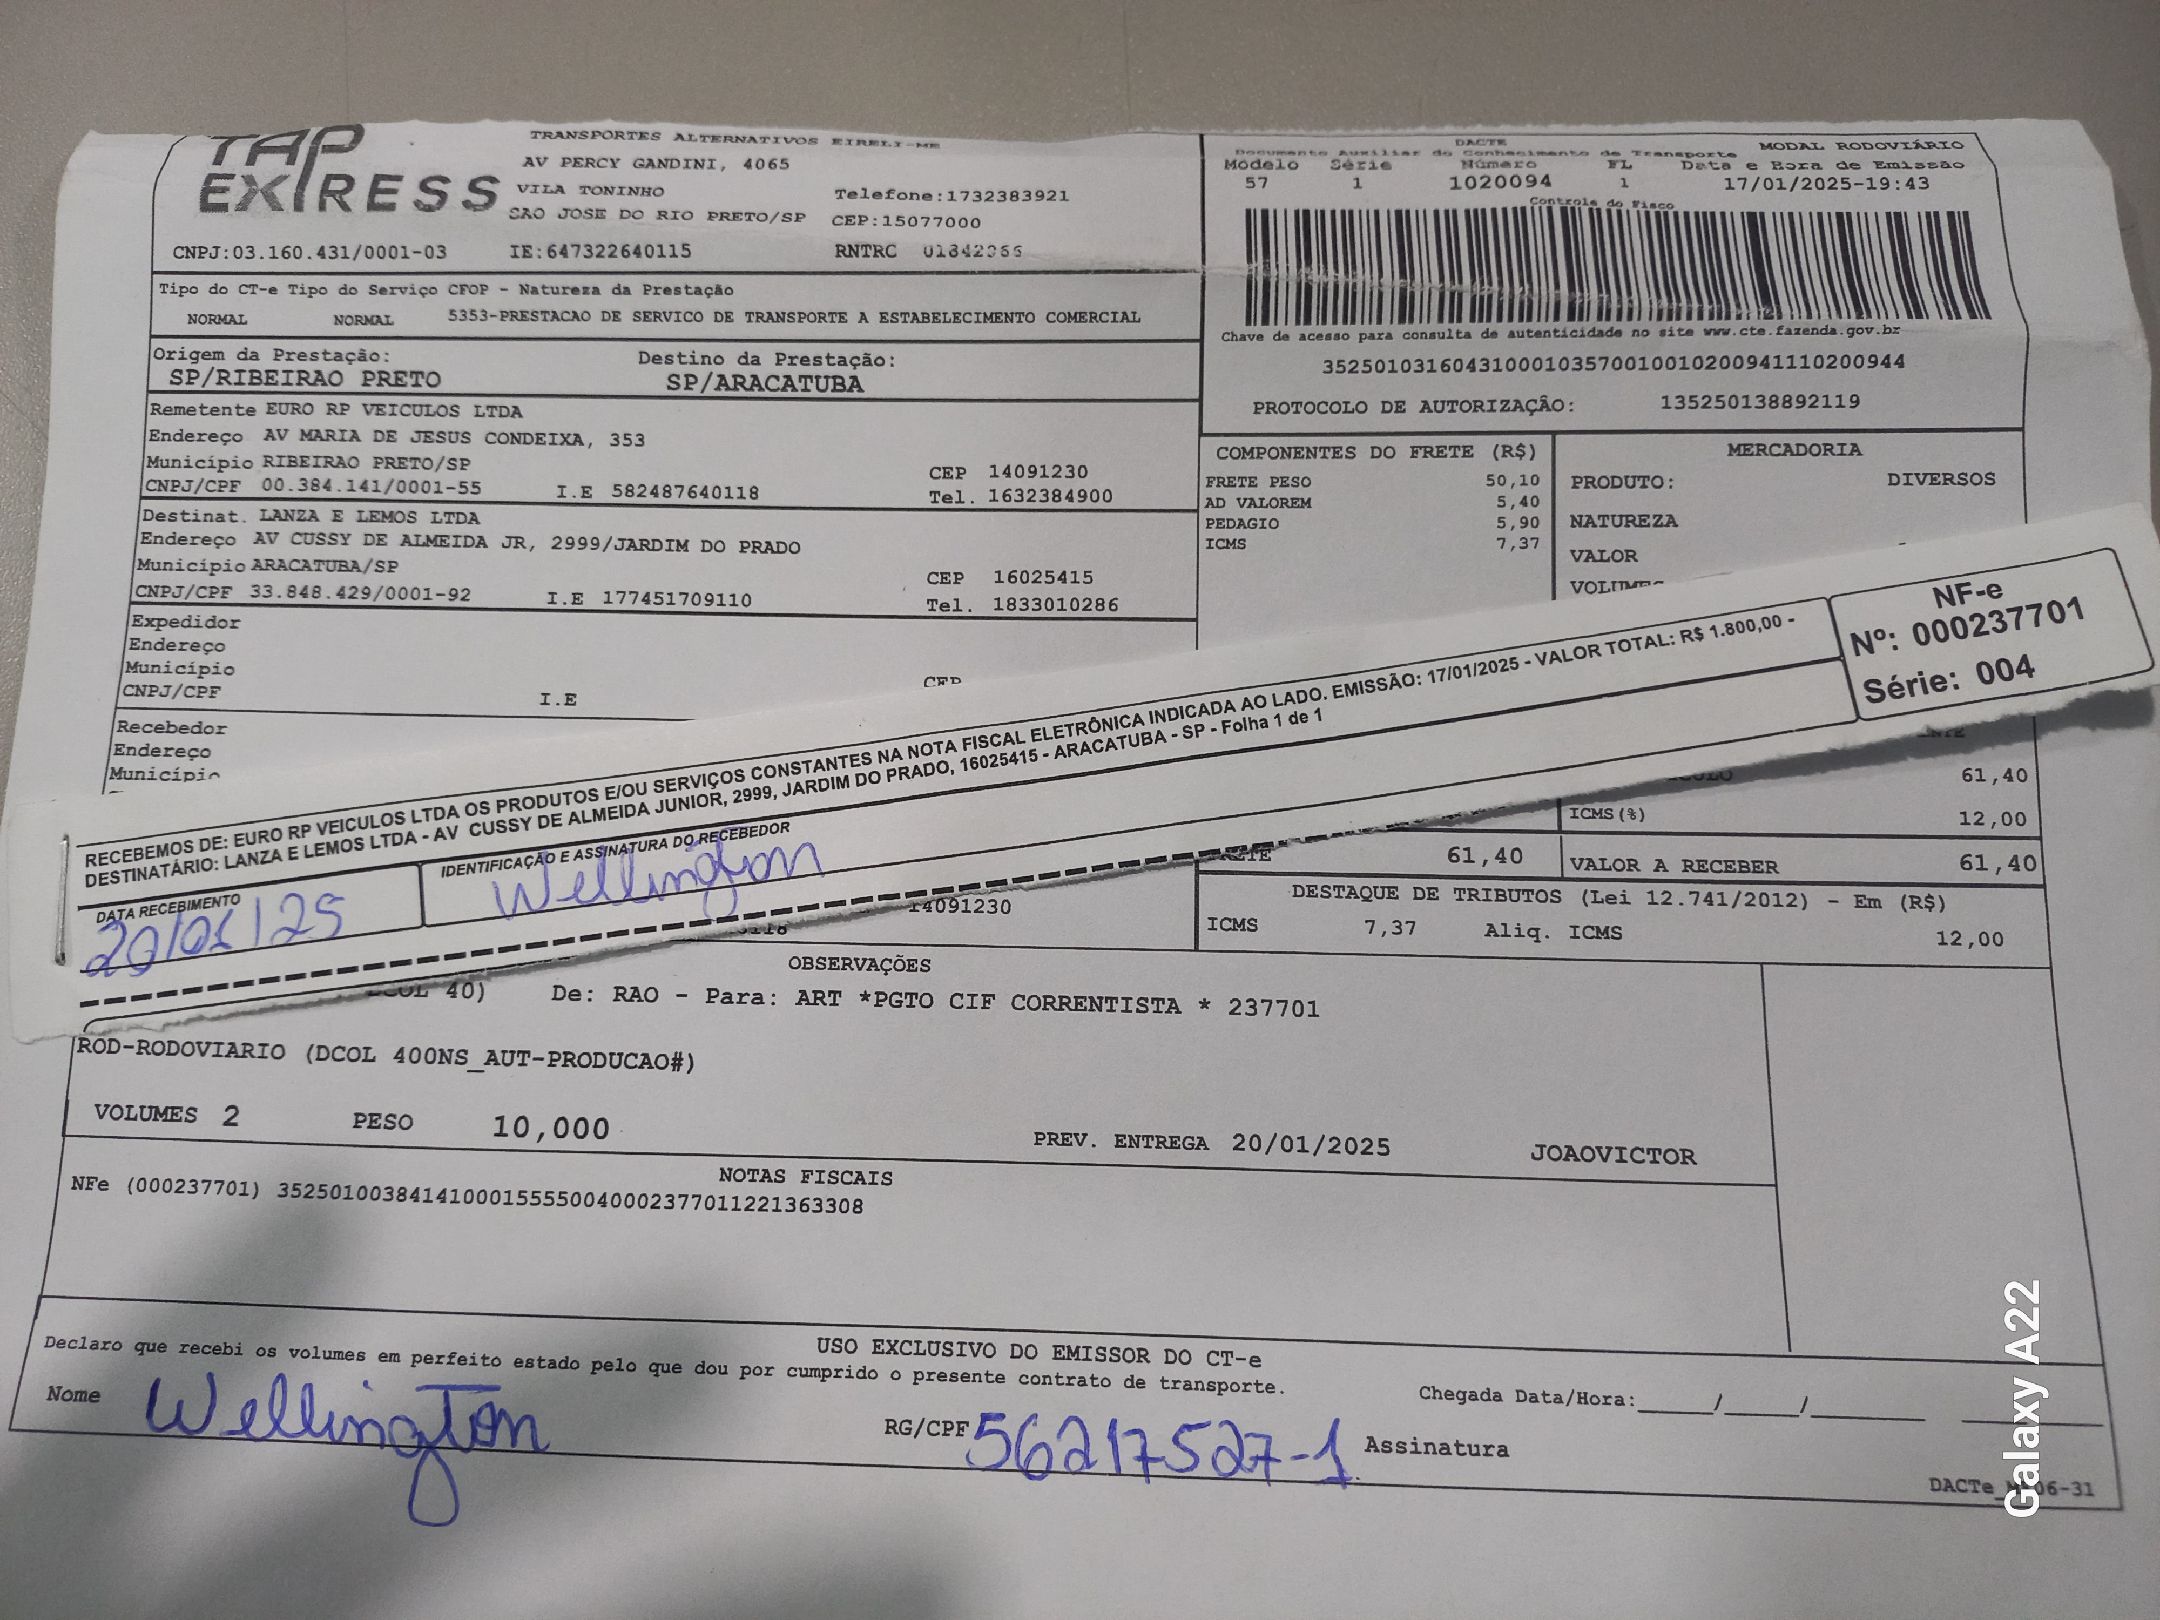 TAP EXPRESS
TRANSPORTES ALTERNATIVOS EIRELI-ME
AV PERCY GANDINI, 4065
VILA TONINHO Telefone:1732383921
SAO JOSE DO RIO PRETO/SP CEP:15077000
CNPJ:03.160.431/0001-03 IE:647322640115 RNTRC
Tipo do CT-e Tipo do Serviço CFOP - Natureza da Prestação
NORMAL NORMAL 5353-PRESTACAO DE SERVICO DE TRANSPORTE A ESTABELECIMENTO COMERCIAL
Origem da Prestação: Destino da Prestação:
SP/RIBEIRAO PRETO SP/ARACATUBA
Remetente EURO RP VEICULOS LTDA
Endereço AV MARIA DE JESUS CONDEIXA, 353
Município RIBEIRAO PRETO/SP CEP 14091230
CNPJ/CPF 00.384.141/0001-55 I.E 582487640118 Tel. 1632384900
Destinat. LANZA E LEMOS LTDA
Endereço AV CUSSY DE ALMEIDA JR, 2999/JARDIM DO PRADO
Município ARACATUBA/SP CEP 16025415
CNPJ/CPF 33.848.429/0001-92 I.E 177451709110 Tel. 1833010286
Expedidor
Endereço
Município CEP
CNPJ/CPF I.E
Recebedor
Endereço
Município
DACTE MODAL RODOVIÁRIO
Documento Auxiliar do Conhecimento de Transporte
Modelo Série Número FL Data e Hora de Emissão
57 1 1020094 1 17/01/2025-19:43
Controle do Fisco
Chave de acesso para consulta de autenticidade no site www.cte.fazenda.gov.br
35250103160431000103570010010200941110200944
PROTOCOLO DE AUTORIZAÇÃO: 135250138892119
COMPONENTES DO FRETE (R$) MERCADORIA
FRETE PESO 50,10 PRODUTO: DIVERSOS
AD VALOREM 5,40
PEDAGIO 5,90 NATUREZA
ICMS 7,37
VALOR
VOLUMES
RECEBEMOS DE: EURO RP VEICULOS LTDA OS PRODUTOS E/OU SERVIÇOS CONSTANTES NA NOTA FISCAL ELETRÔNICA INDICADA AO LADO. EMISSÃO: 17/01/2025 - VALOR TOTAL: R$ 1.800,00 -
DESTINATÁRIO: LANZA E LEMOS LTDA - AV CUSSY DE ALMEIDA JUNIOR, 2999, JARDIM DO PRADO, 16025415 - ARACATUBA - SP - Folha 1 de 1
NF-e
Nº: 000237701
Série: 004
DATA RECEBIMENTO
20/01/25
IDENTIFICAÇÃO E ASSINATURA DO RECEBEDOR
Wellington
61,40
ICMS(%) 12,00
FRETE 61,40 VALOR A RECEBER 61,40
DESTAQUE DE TRIBUTOS (Lei 12.741/2012) - Em (R$)
ICMS 7,37 Aliq. ICMS 12,00
14091230
OBSERVAÇÕES
40) De: RAO - Para: ART *PGTO CIF CORRENTISTA * 237701
ROD-RODOVIARIO (DCOL 400NS_AUT-PRODUCAO#)
VOLUMES 2 PESO 10,000 PREV. ENTREGA 20/01/2025 JOAOVICTOR
NOTAS FISCAIS
NFe (000237701) 35250100384141000155550040002377011221363308
USO EXCLUSIVO DO EMISSOR DO CT-e
Declaro que recebi os volumes em perfeito estado pelo que dou por cumprido o presente contrato de transporte.
Nome Wellington RG/CPF 56217527-1 Assinatura
Chegada Data/Hora:_____/_____/_______
Galaxy A22